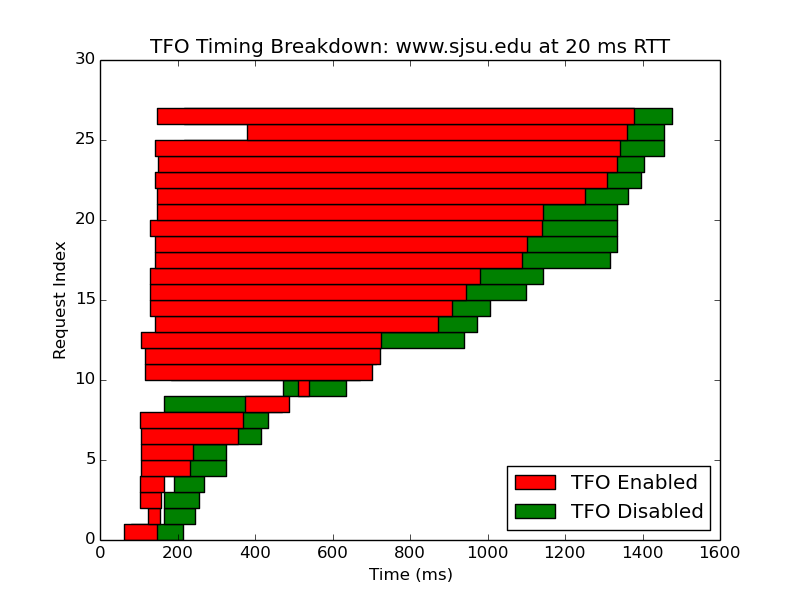 TFO Timing Breakdown: www.sjsu.edu at 20 ms RTT
30
25
20
15
10
5
0
Request Index
TFO Enabled
TFO Disabled
0 200 400 600 800 1000 1200 1400 1600
Time (ms)